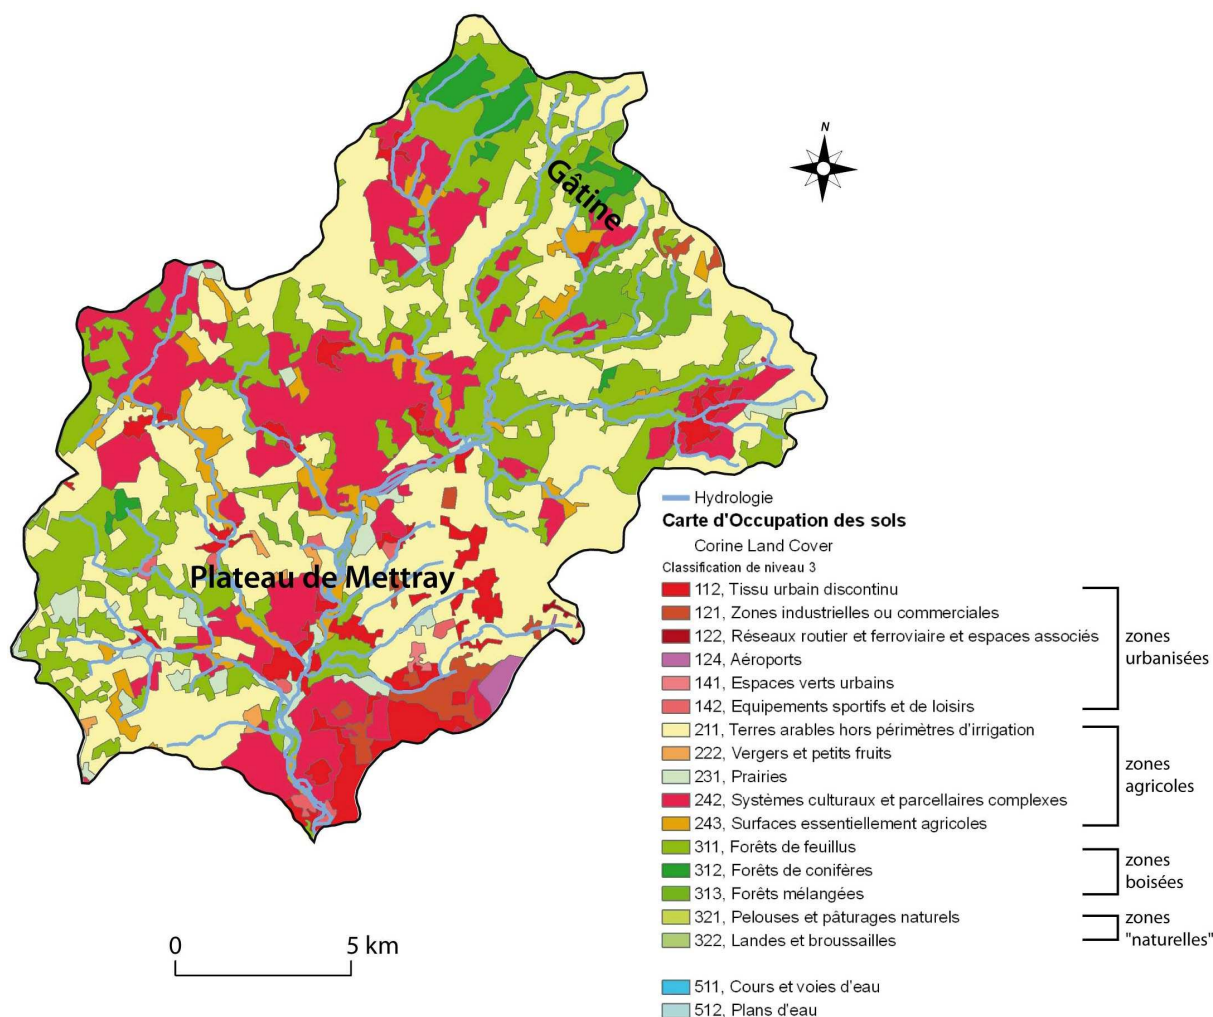 N
Gâtine
Plateau de Mettray
Hydrologie
Carte d'Occupation des sols
Corine Land Cover
Classification de niveau 3
112, Tissu urbain discontinu
121, Zones industrielles ou commerciales
122, Réseaux routier et ferroviaire et espaces associés
124, Aéroports
141, Espaces verts urbains
142, Equipements sportifs et de loisirs
zones
urbanisées
211, Terres arables hors périmètres d'irrigation
222, Vergers et petits fruits
231, Prairies
242, Systèmes culturaux et parcellaires complexes
243, Surfaces essentiellement agricoles
zones
agricoles
311, Forêts de feuillus
312, Forêts de conifères
313, Forêts mélangées
zones
boisées
321, Pelouses et pâturages naturels
322, Landes et broussailles
zones
"naturelles"
511, Cours et voies d'eau
512, Plans d'eau
0 5 km